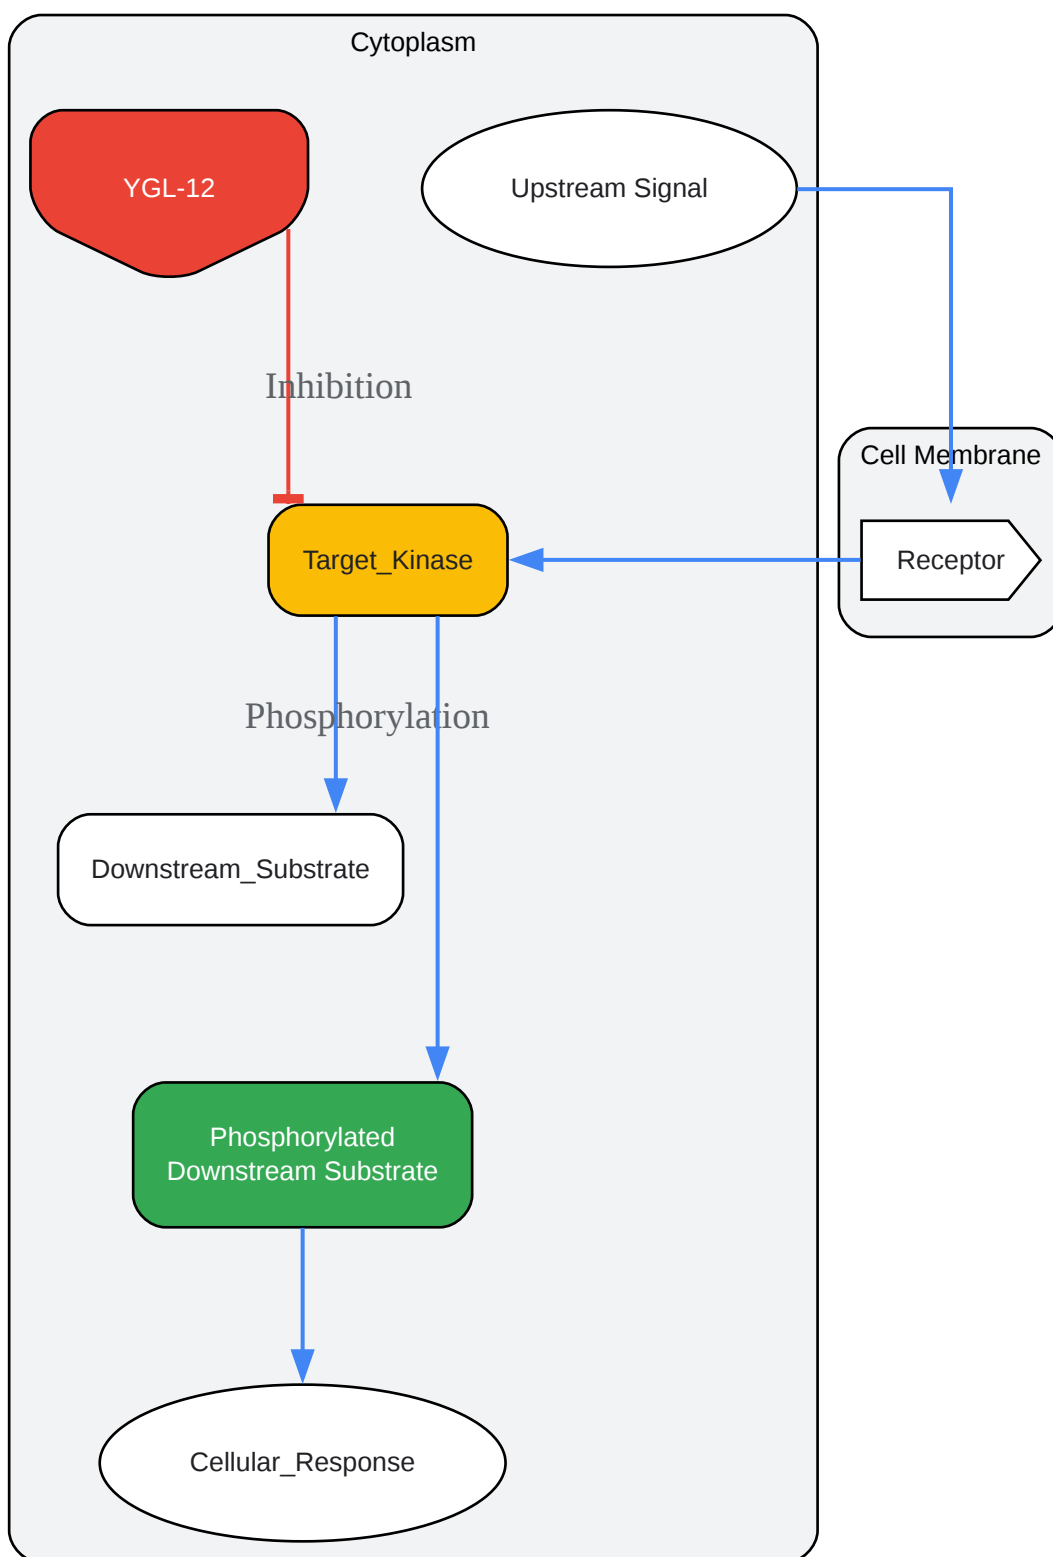 Cytoplasm
YGL-12
Upstream Signal
Inhibition
Cell Membrane
Target_Kinase
Receptor
Phosphorylation
Downstream_Substrate
Phosphorylated
Downstream Substrate
Cellular_Response